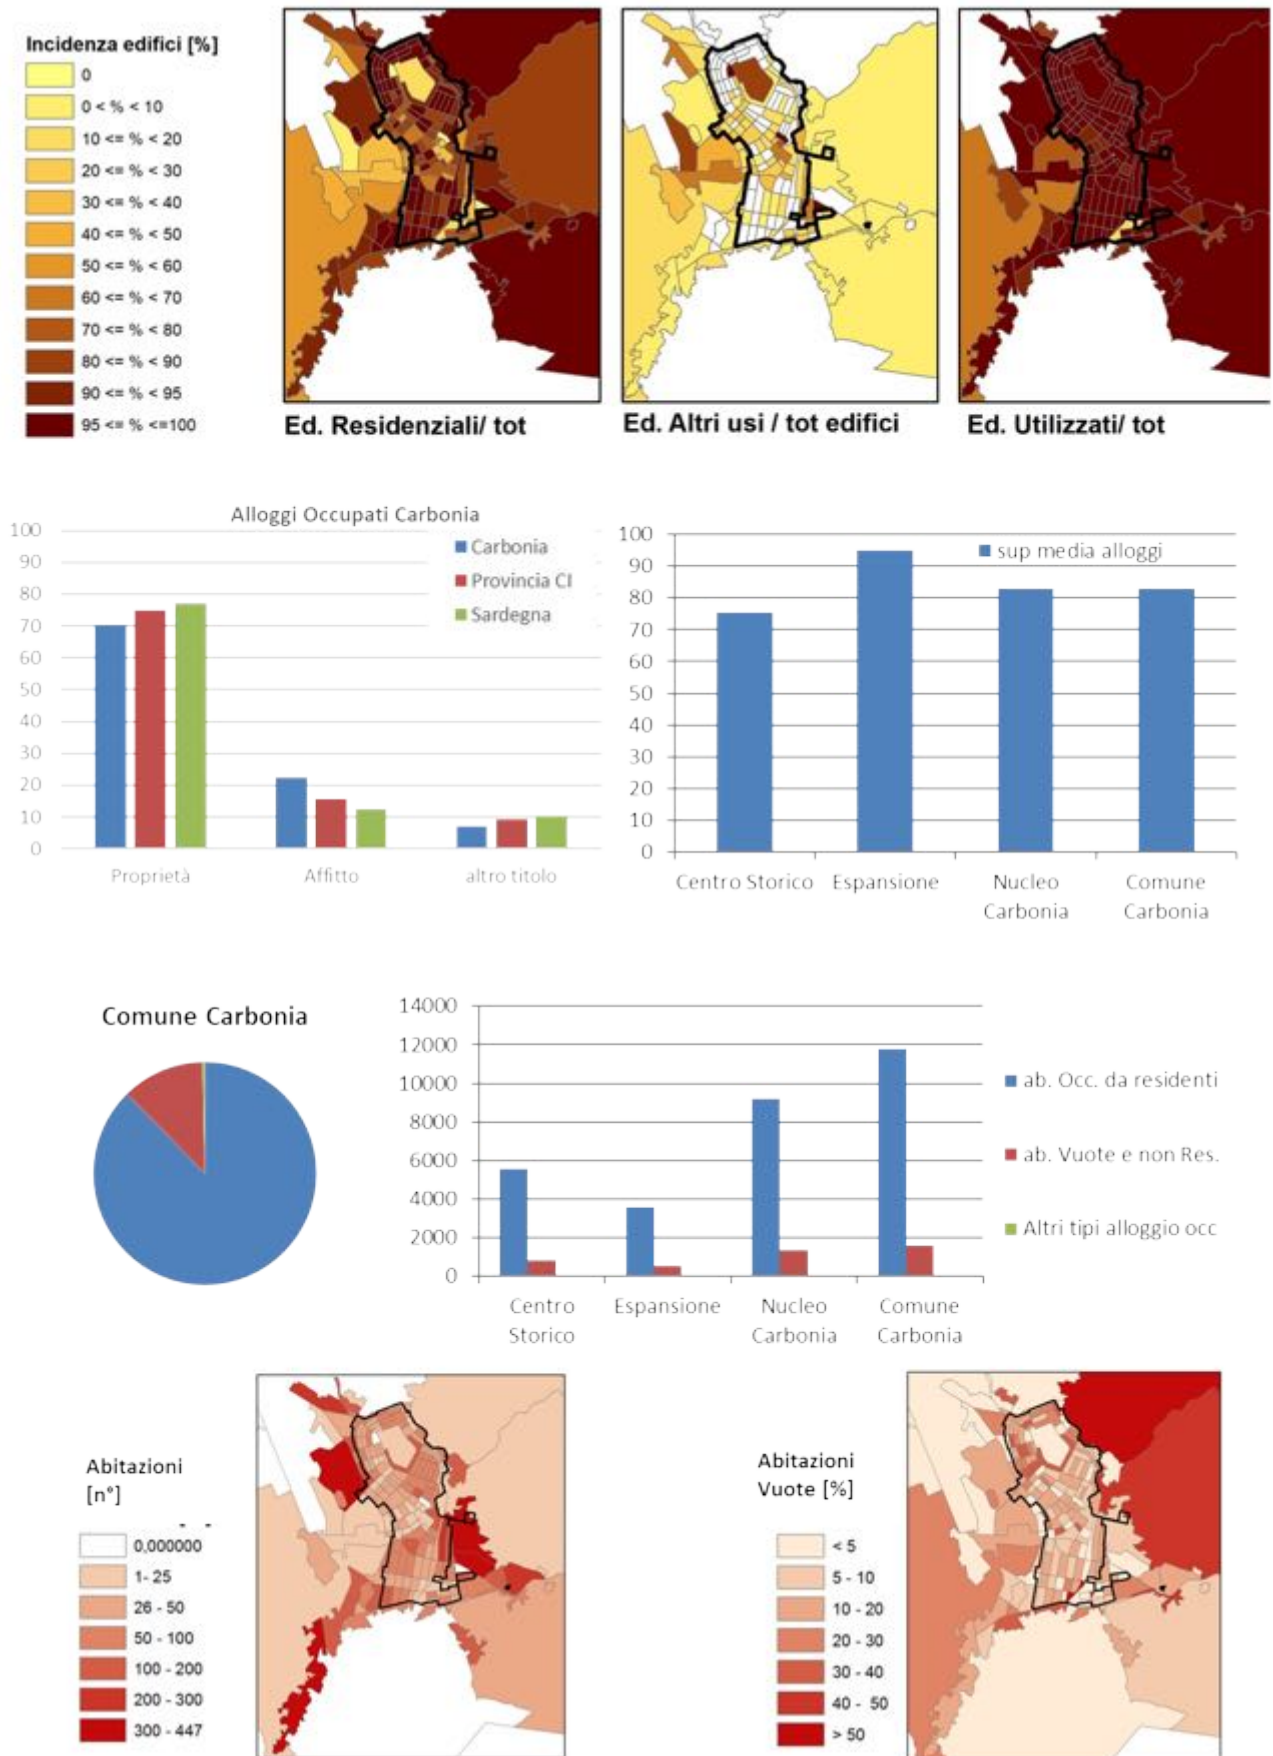 Incidenza edifici [%]
0
0 < % < 10
10 <= % < 20
20 <= % < 30
30 <= % < 40
40 <= % < 50
50 <= % < 60
60 <= % < 70
70 <= % < 80
80 <= % < 90
90 <= % < 95
95 <= % <=100
Ed. Residenziali/ tot
Ed. Altri usi / tot edifici
Ed. Utilizzati/ tot
Alloggi Occupati Carbonia
100
90
80
70
60
50
40
30
20
10
0
Carbonia
Provincia CI
Sardegna
Proprietà
Affitto
altro titolo
100
90
80
70
60
50
40
30
20
10
0
sup media alloggi
Centro Storico
Espansione
Nucleo
Carbonia
Comune
Carbonia
Comune Carbonia
14000
12000
10000
8000
6000
4000
2000
0
Centro
Storico
Espansione
Nucleo
Carbonia
Comune
Carbonia
ab. Occ. da residenti
ab. Vuote e non Res.
Altri tipi alloggio occ
Abitazioni
[n°]
0,000000
1- 25
26 - 50
50 - 100
100 - 200
200 - 300
300 - 447
Abitazioni
Vuote [%]
< 5
5 - 10
10 - 20
20 - 30
30 - 40
40 - 50
> 50